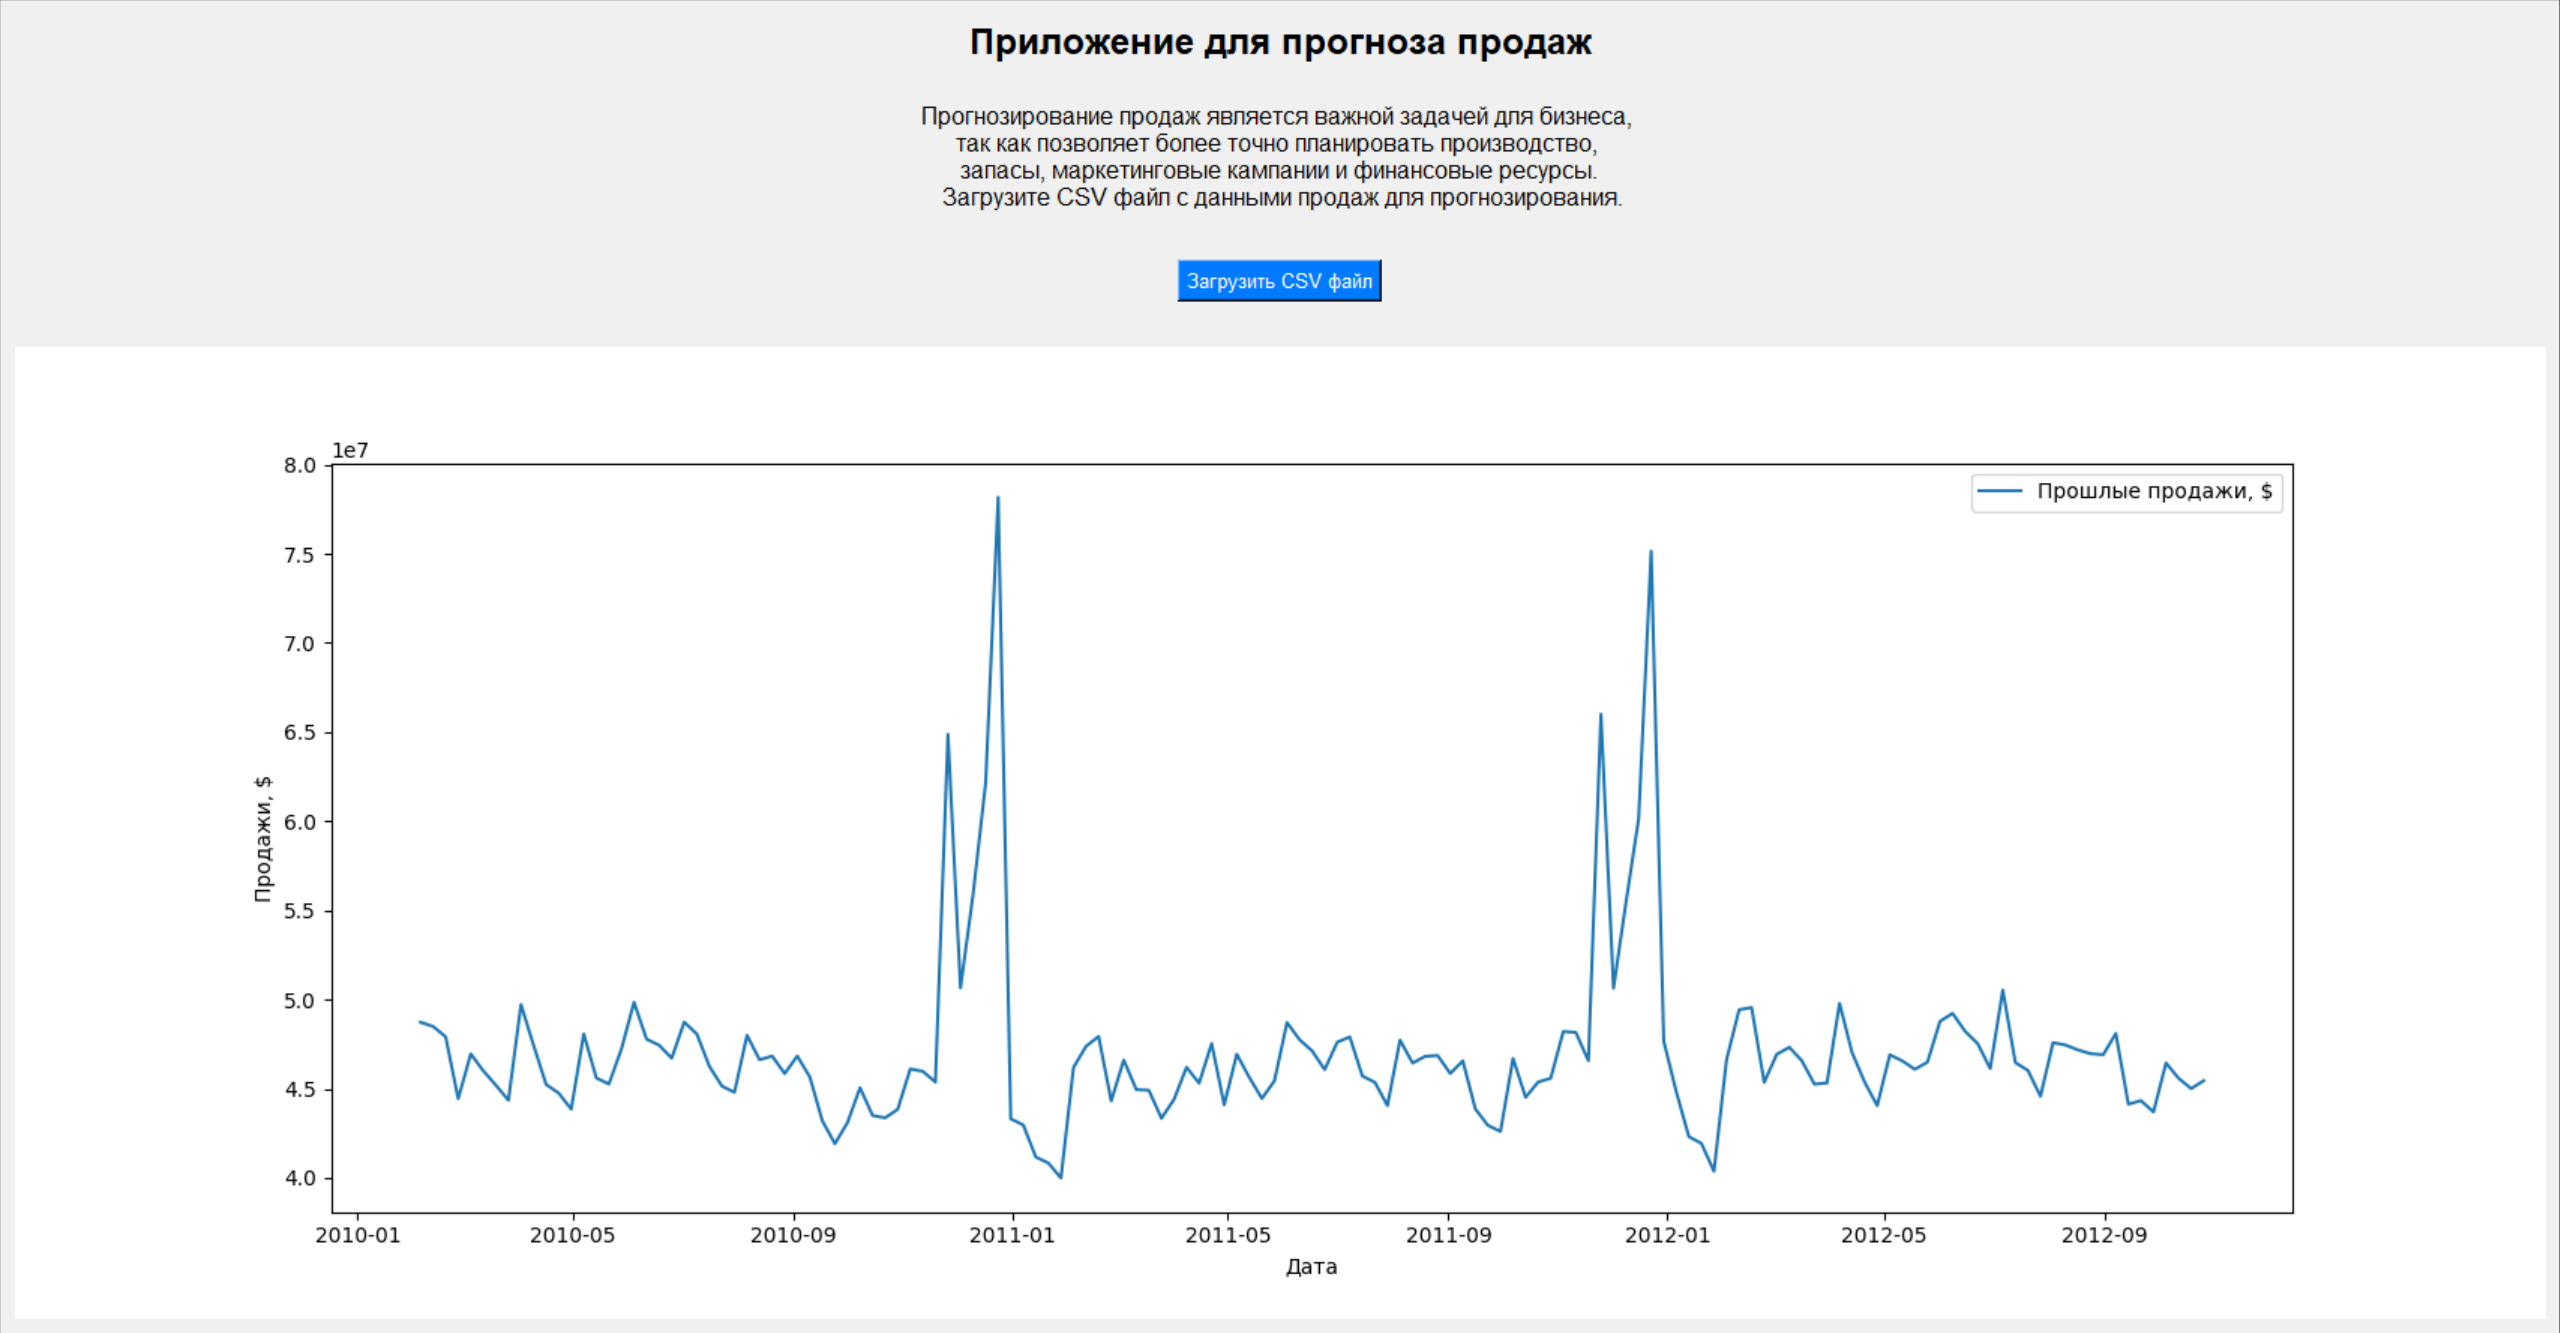 Приложение для прогноза продаж
Прогнозирование продаж является важной задачей для бизнеса,
так как позволяет более точно планировать производство,
запасы, маркетинговые кампании и финансовые ресурсы.
Загрузите CSV файл с данными продаж для прогнозирования.
Загрузить CSV файл
1e7
Прошлые продажи, $
8.0
7.5
7.0
6.5
6.0
5.5
5.0
4.5
4.0
Продажи, $
2010-01 2010-05 2010-09 2011-01 2011-05 2011-09 2012-01 2012-05 2012-09
Дата